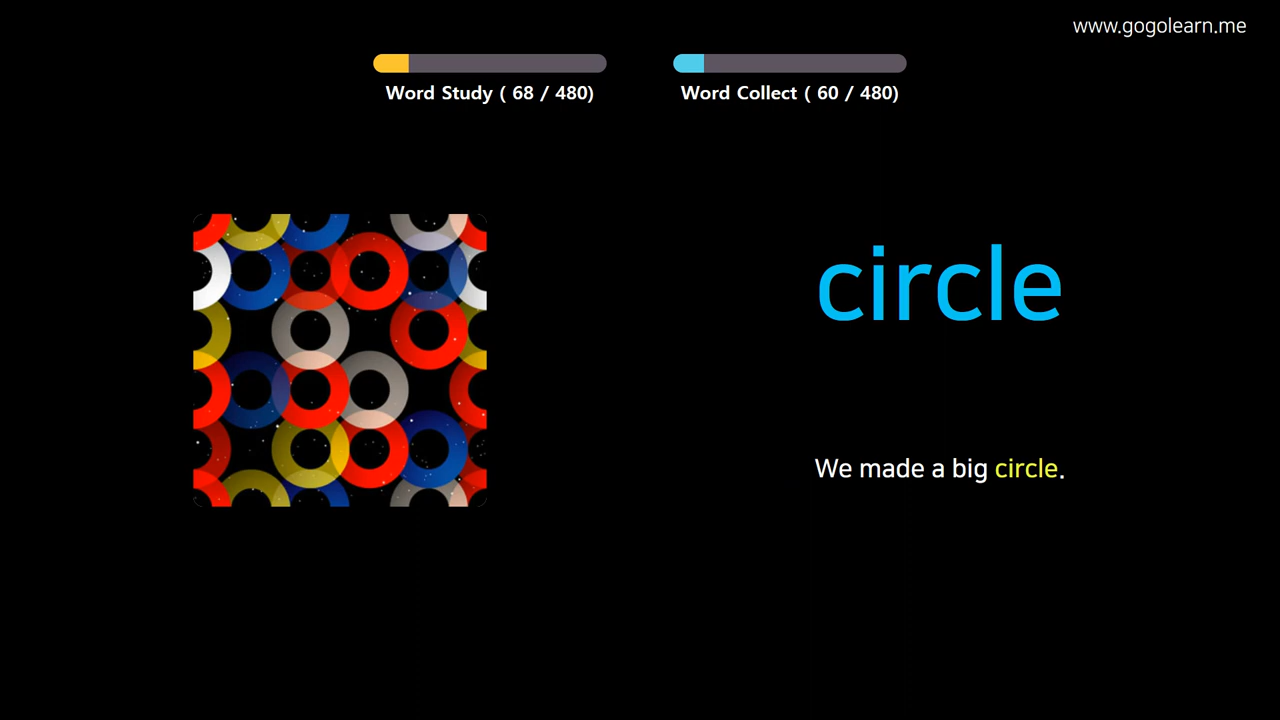 www.gogolearn.me
Word Study ( 68 / 480)
Word Collect ( 60 / 480)
circle
We made a big circle.